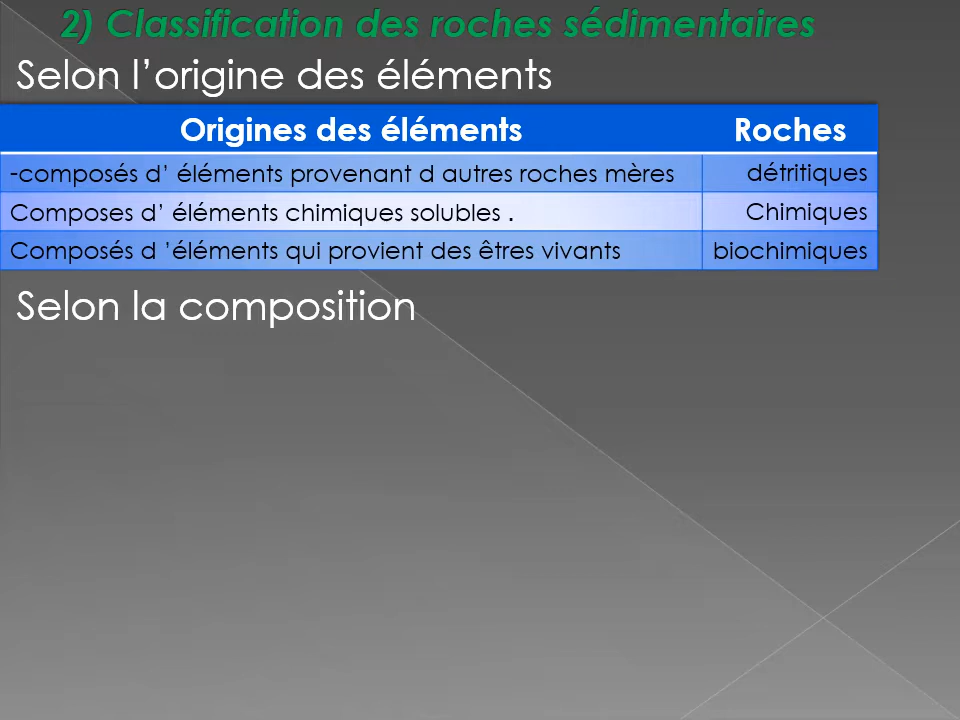 2) Classification des roches sédimentaires
Selon l’origine des éléments
Origines des éléments Roches
-composés d’ éléments provenant d autres roches mères détritiques
Composes d’ éléments chimiques solubles . Chimiques
Composés d ’éléments qui provient des êtres vivants biochimiques
Selon la composition